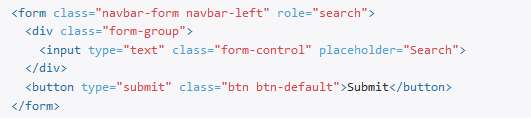 <form class="navbar-form navbar-left" role="search">
  <div class="form-group">
    <input type="text" class="form-control" placeholder="Search">
  </div>
  <button type="submit" class="btn btn-default">Submit</button>
</form>